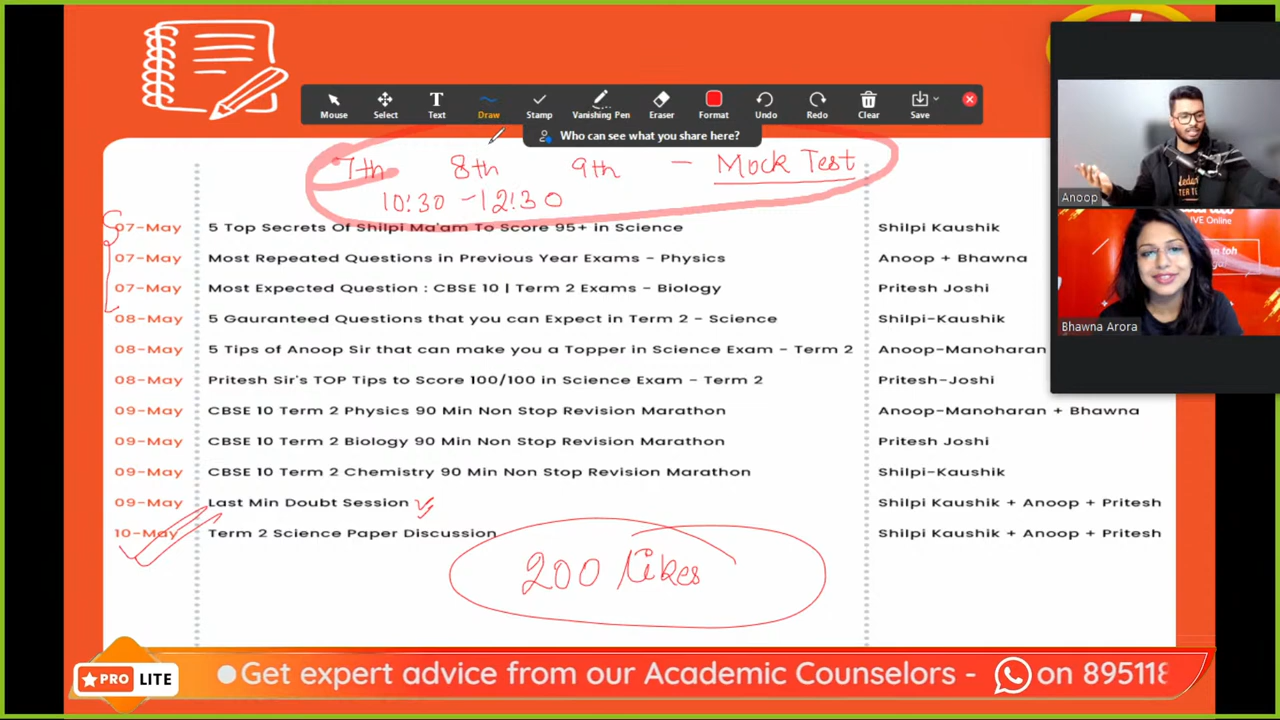 Mouse Select Text Draw Stamp Vanishing Pen Eraser Format Undo Redo Clear Save
Who can see what you share here?
7th 8th 9th - Mock Test
10:30 - 12:30
07-May 5 Top Secrets Of Shilpi Ma'am To Score 95+ in Science Shilpi Kaushik
07-May Most Repeated Questions in Previous Year Exams - Physics Anoop + Bhawna
07-May Most Expected Question : CBSE 10 | Term 2 Exams - Biology Pritesh Joshi
08-May 5 Gauranteed Questions that you can Expect in Term 2 - Science Shilpi-Kaushik
08-May 5 Tips of Anoop Sir that can make you a Topper in Science Exam - Term 2 Anoop-Manoharan
08-May Pritesh Sir's TOP Tips to Score 100/100 in Science Exam - Term 2 Pritesh-Joshi
09-May CBSE 10 Term 2 Physics 90 Min Non Stop Revision Marathon Anoop-Manoharan + Bhawna
09-May CBSE 10 Term 2 Biology 90 Min Non Stop Revision Marathon Pritesh Joshi
09-May CBSE 10 Term 2 Chemistry 90 Min Non Stop Revision Marathon Shilpi-Kaushik
09-May Last Min Doubt Session Shilpi Kaushik + Anoop + Pritesh
10-May Term 2 Science Paper Discussion Shilpi Kaushik + Anoop + Pritesh
200 Likes
Anoop
LIVE Online
Bhawna Arora
PRO LITE
Get expert advice from our Academic Counselors - on 895118